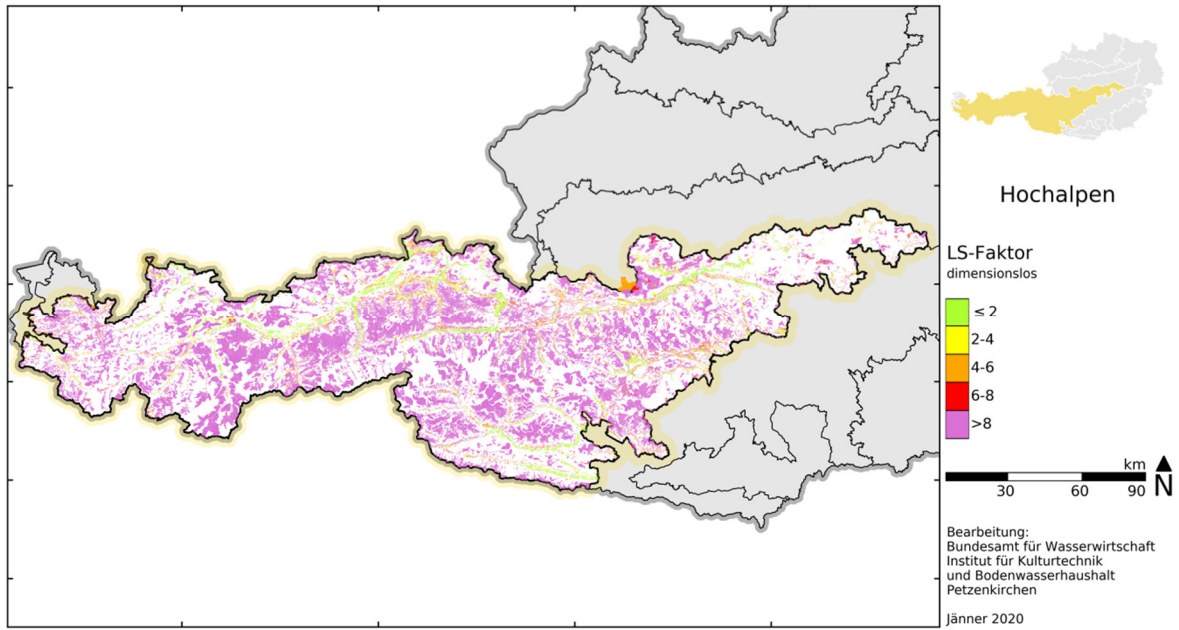 Hochalpen
LS-Faktor
dimensionslos
≤ 2
2-4
4-6
6-8
>8
km
30 60 90
N
Bearbeitung:
Bundesamt für Wasserwirtschaft
Institut für Kulturtechnik
und Bodenwasserhaushalt
Petzenkirchen
Jänner 2020